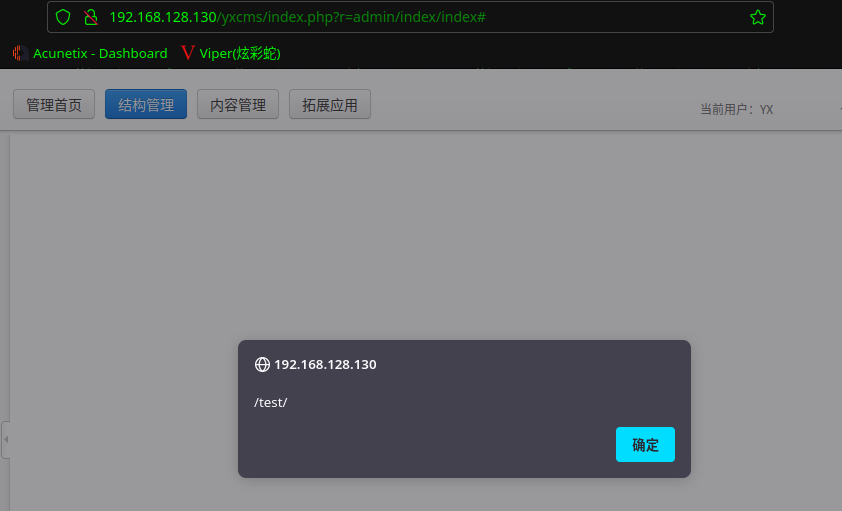 192.168.128.130/yxcms/index.php?r=admin/index/index#
Acunetix - Dashboard Viper(炫彩蛇)
管理首页 结构管理 内容管理 拓展应用
当前用户：YX
192.168.128.130
/test/
确定